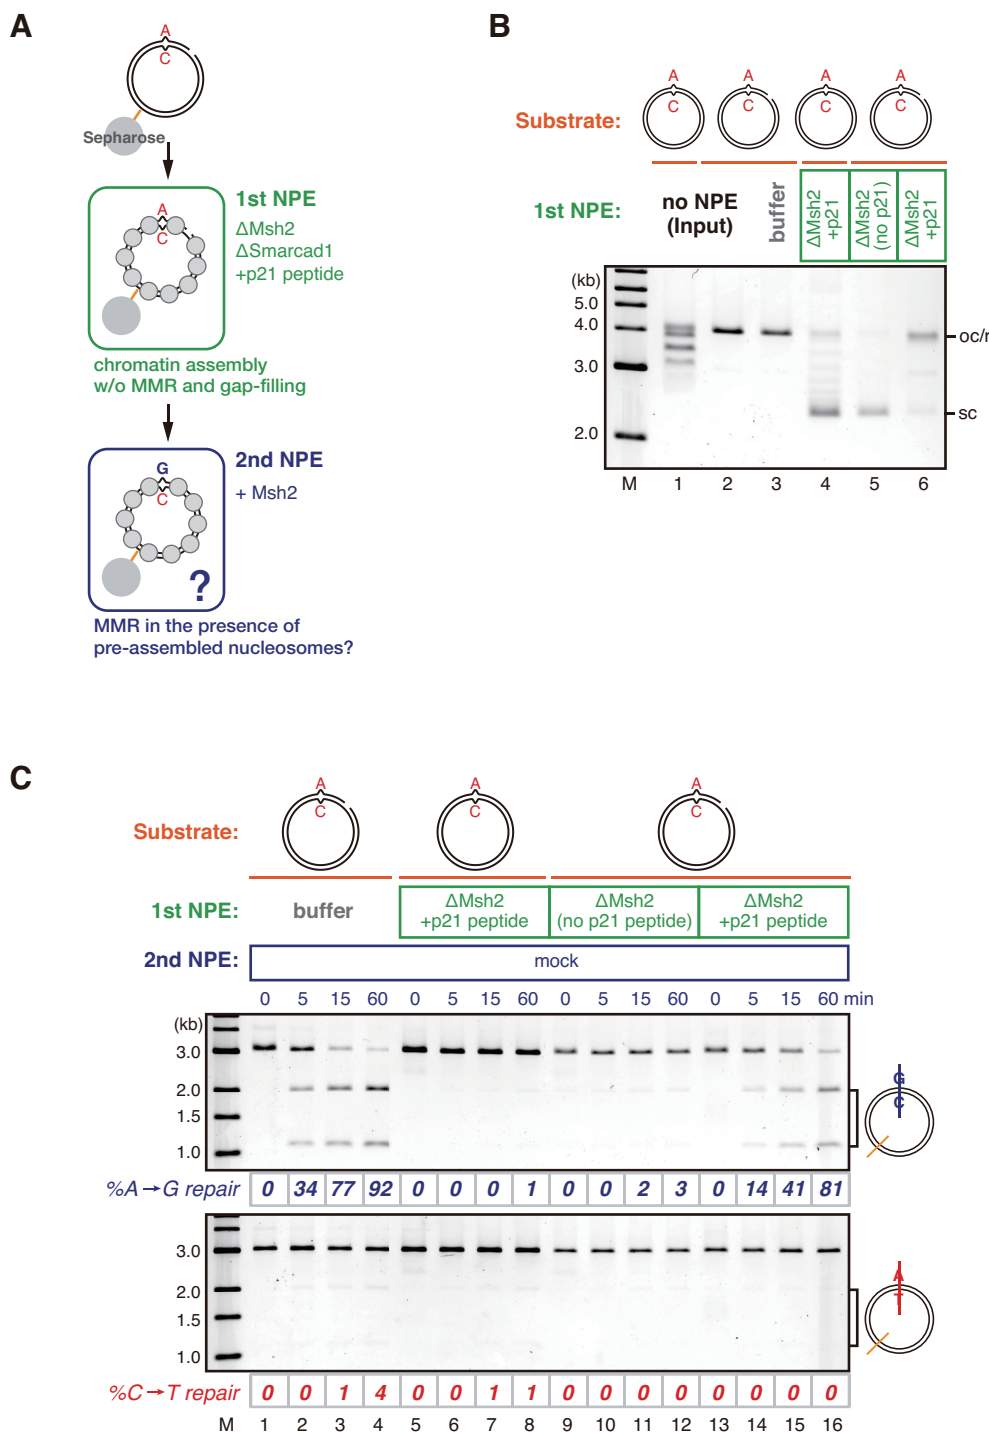 A
A
C
Sepharose
1st NPE
ΔMsh2
ΔSmarcad1
+p21 peptide
A
C
chromatin assembly
w/o MMR and gap-filling
2nd NPE
+ Msh2
G
C
?
MMR in the presence of
pre-assembled nucleosomes?
B
Substrate:
A
C
A
C
A
C
A
C
1st NPE:
no NPE
(Input)
buffer
ΔMsh2
+p21
ΔMsh2
(no p21)
ΔMsh2
+p21
(kb)
5.0
4.0
3.0
2.0
oc/r
sc
M 1 2 3 4 5 6
C
Substrate:
A
C
A
C
A
C
1st NPE:
buffer
ΔMsh2
+p21 peptide
ΔMsh2
(no p21 peptide)
ΔMsh2
+p21 peptide
2nd NPE:
mock
0 5 15 60 0 5 15 60 0 5 15 60 0 5 15 60 min
(kb)
3.0
2.0
1.5
1.0
G
C
%A→G repair 0 34 77 92 0 0 0 1 0 0 2 3 0 14 41 81
3.0
2.0
1.5
1.0
A
T
%C→T repair 0 0 1 4 0 0 1 1 0 0 0 0 0 0 0 0
M 1 2 3 4 5 6 7 8 9 10 11 12 13 14 15 16